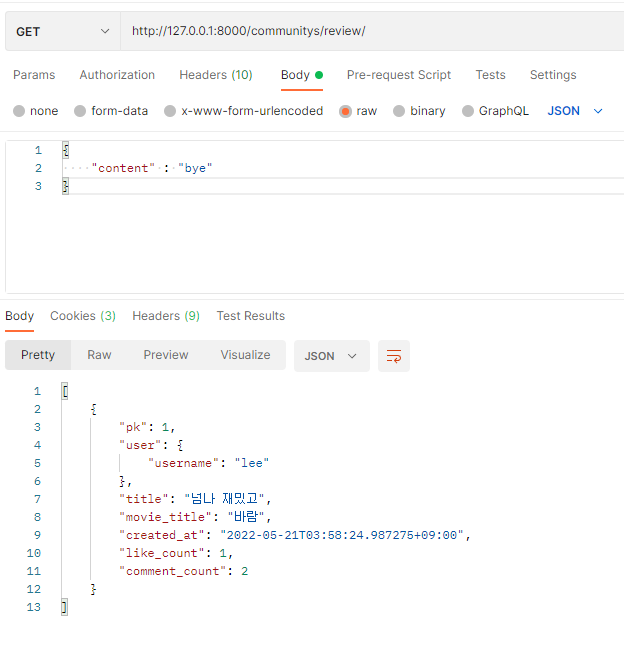 GET http://127.0.0.1:8000/communitys/review/
Params Authorization Headers (10) Body Pre-request Script Tests Settings
none form-data x-www-form-urlencoded raw binary GraphQL JSON
1 {
2 "content" : "bye"
3 }
Body Cookies (3) Headers (9) Test Results
Pretty Raw Preview Visualize JSON
1 [
2 {
3 "pk": 1,
4 "user": {
5 "username": "lee"
6 },
7 "title": "넘나 재밌고",
8 "movie_title": "바람",
9 "created_at": "2022-05-21T03:58:24.987275+09:00",
10 "like_count": 1,
11 "comment_count": 2
12 }
13 ]